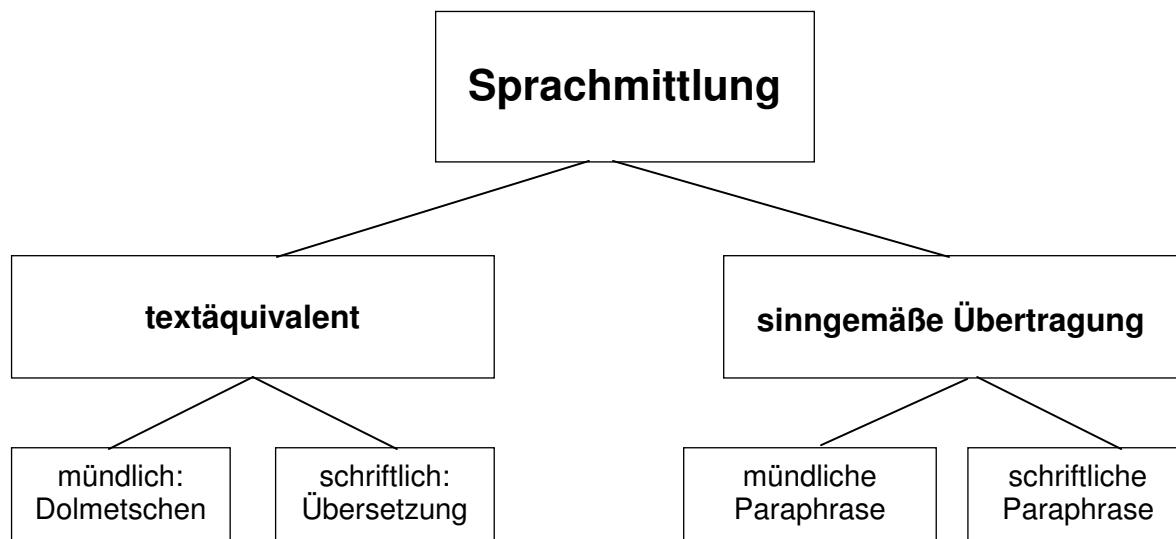 Sprachmittlung
textäquivalent
sinngemäße Übertragung
mündlich:
Dolmetschen
schriftlich:
Übersetzung
mündliche
Paraphrase
schriftliche
Paraphrase